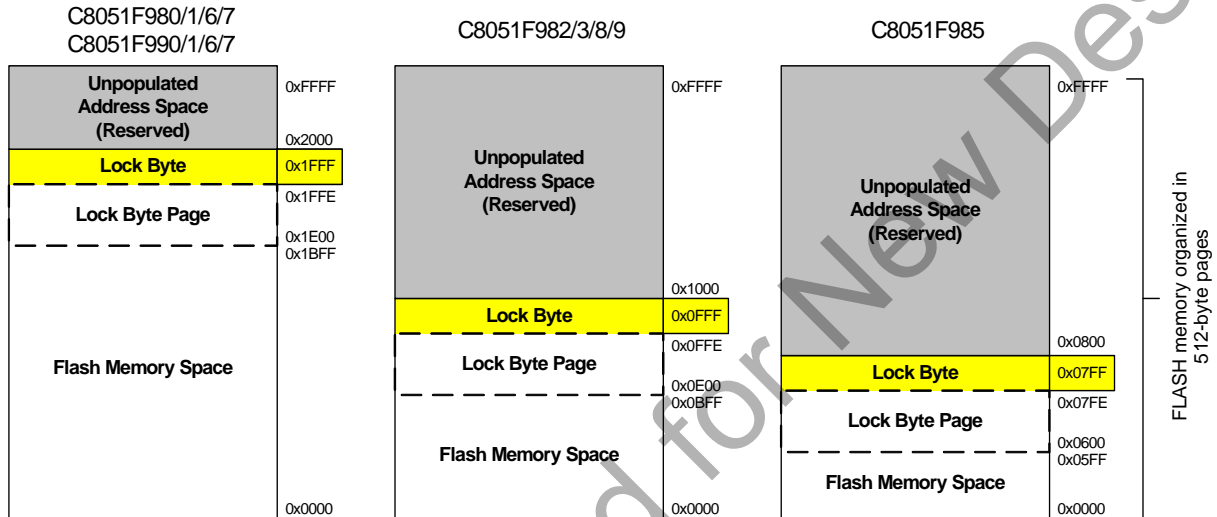 C8051F980/1/6/7
C8051F990/1/6/7
Unpopulated
Address Space
(Reserved)
0xFFFF
0x2000
Lock Byte
0x1FFF
0x1FFE
Lock Byte Page
0x1E00
0x1BFF
Flash Memory Space
0x0000
C8051F982/3/8/9
0xFFFF
Unpopulated
Address Space
(Reserved)
0x1000
Lock Byte
0x0FFF
0x0FFE
Lock Byte Page
0x0E00
0x0BFF
Flash Memory Space
0x0000
C8051F985
0xFFFF
Unpopulated
Address Space
(Reserved)
0x0800
Lock Byte
0x07FF
0x07FE
Lock Byte Page
0x0600
0x05FF
Flash Memory Space
0x0000
FLASH memory organized in
512-byte pages
d for New Des